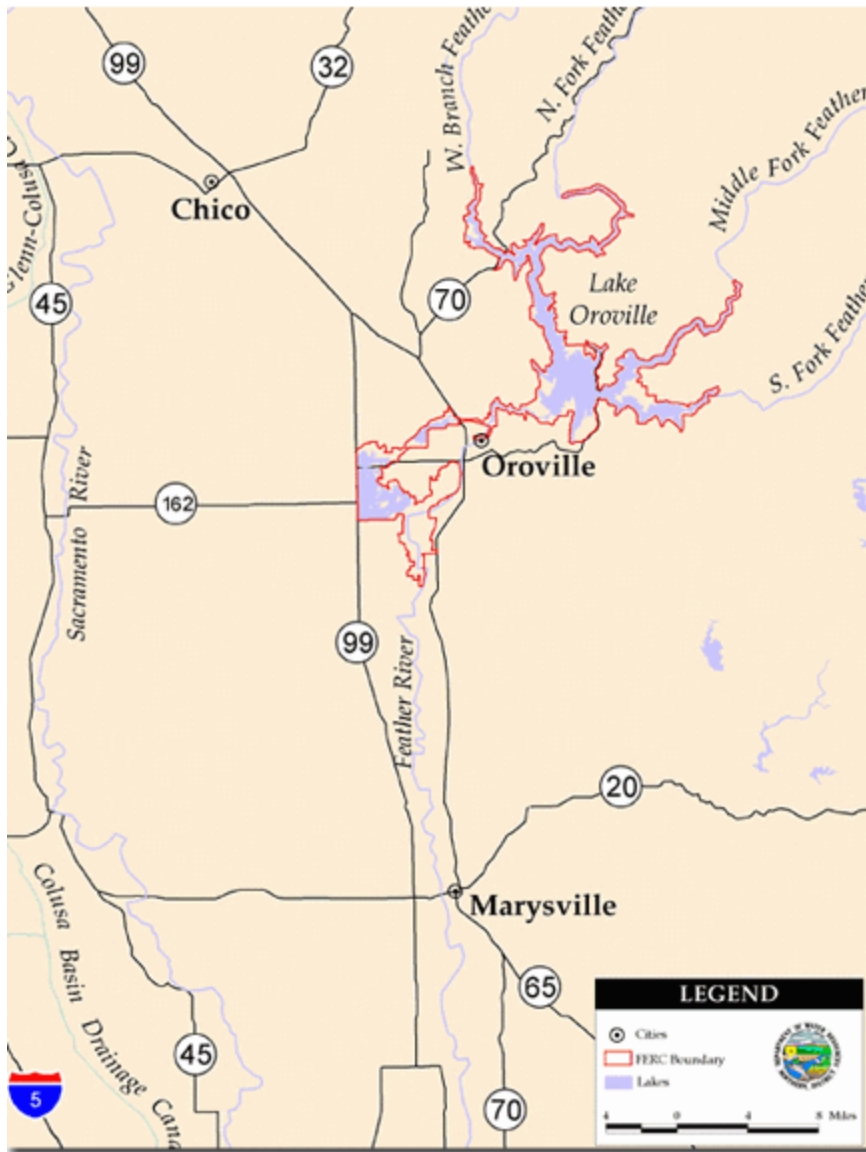 99
32
W. Branch Feathe
N. Fork Feathe
Middle Fork Feather
Glenn-Colusa C
Chico
45
70
Lake
Oroville
S. Fork Feather
Oroville
162
Sacramento River
99
Feather River
20
Marysville
Colusa Basin Drainage Cana
65
45
70
5
LEGEND
Cities
FERC Boundary
Lakes
4 0 4 8 Miles